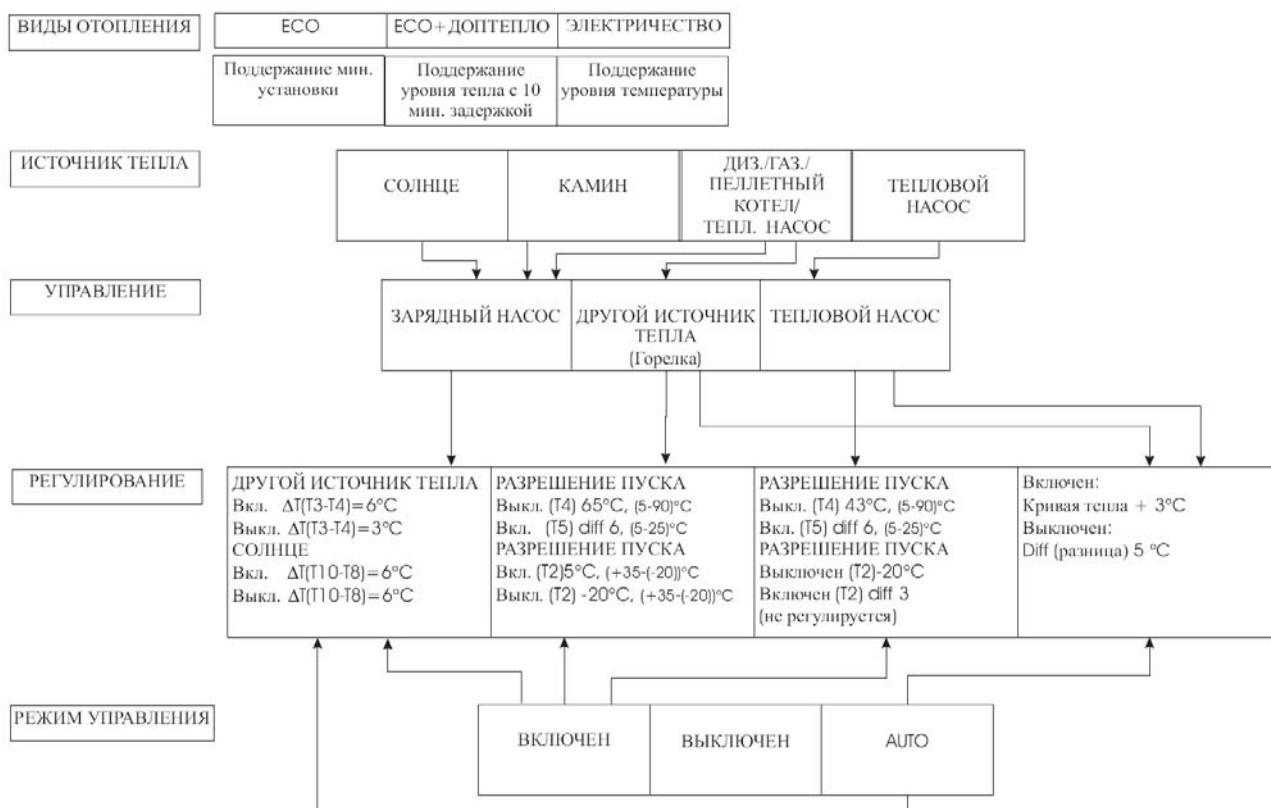 ВИДЫ ОТОПЛЕНИЯ
ECO
ECO+ДОПТЕПЛО
ЭЛЕКТРИЧЕСТВО
Поддержание мин.
установки
Поддержание
уровня тепла с 10
мин. задержкой
Поддержание
уровня температуры
ИСТОЧНИК ТЕПЛА
СОЛНЦЕ
КАМИН
ДИЗ./ГАЗ./
ПЕЛЛЕТНЫЙ
КОТЕЛ/
ТЕПЛ. НАСОС
ТЕПЛОВОЙ
НАСОС
УПРАВЛЕНИЕ
ЗАРЯДНЫЙ НАСОС
ДРУГОЙ ИСТОЧНИК
ТЕПЛА
(Горелка)
ТЕПЛОВОЙ НАСОС
РЕГУЛИРОВАНИЕ
ДРУГОЙ ИСТОЧНИК ТЕПЛА
Вкл. ΔT(T3-T4)=6°C
Выкл. ΔT(T3-T4)=3°C
СОЛНЦЕ
Вкл. ΔT(T10-T8)=6°C
Выкл. ΔT(T10-T8)=6°C
РАЗРЕШЕНИЕ ПУСКА
Выкл. (T4) 65°C, (5-90)°C
Вкл. (T5) diff 6, (5-25)°C
РАЗРЕШЕНИЕ ПУСКА
Вкл. (T2)5°C, (+35-(-20))°C
Выкл. (T2) -20°C, (+35-(-20))°C
РАЗРЕШЕНИЕ ПУСКА
Выкл. (T4) 43°C, (5-90)°C
Вкл. (T5) diff 6, (5-25)°C
РАЗРЕШЕНИЕ ПУСКА
Выключен (T2)-20°C
Включен (T2) diff 3
(не регулируется)
Включен:
Кривая тепла + 3°C
Выключен:
Diff (разница) 5 °C
РЕЖИМ УПРАВЛЕНИЯ
ВКЛЮЧЕН
ВЫКЛЮЧЕН
AUTO